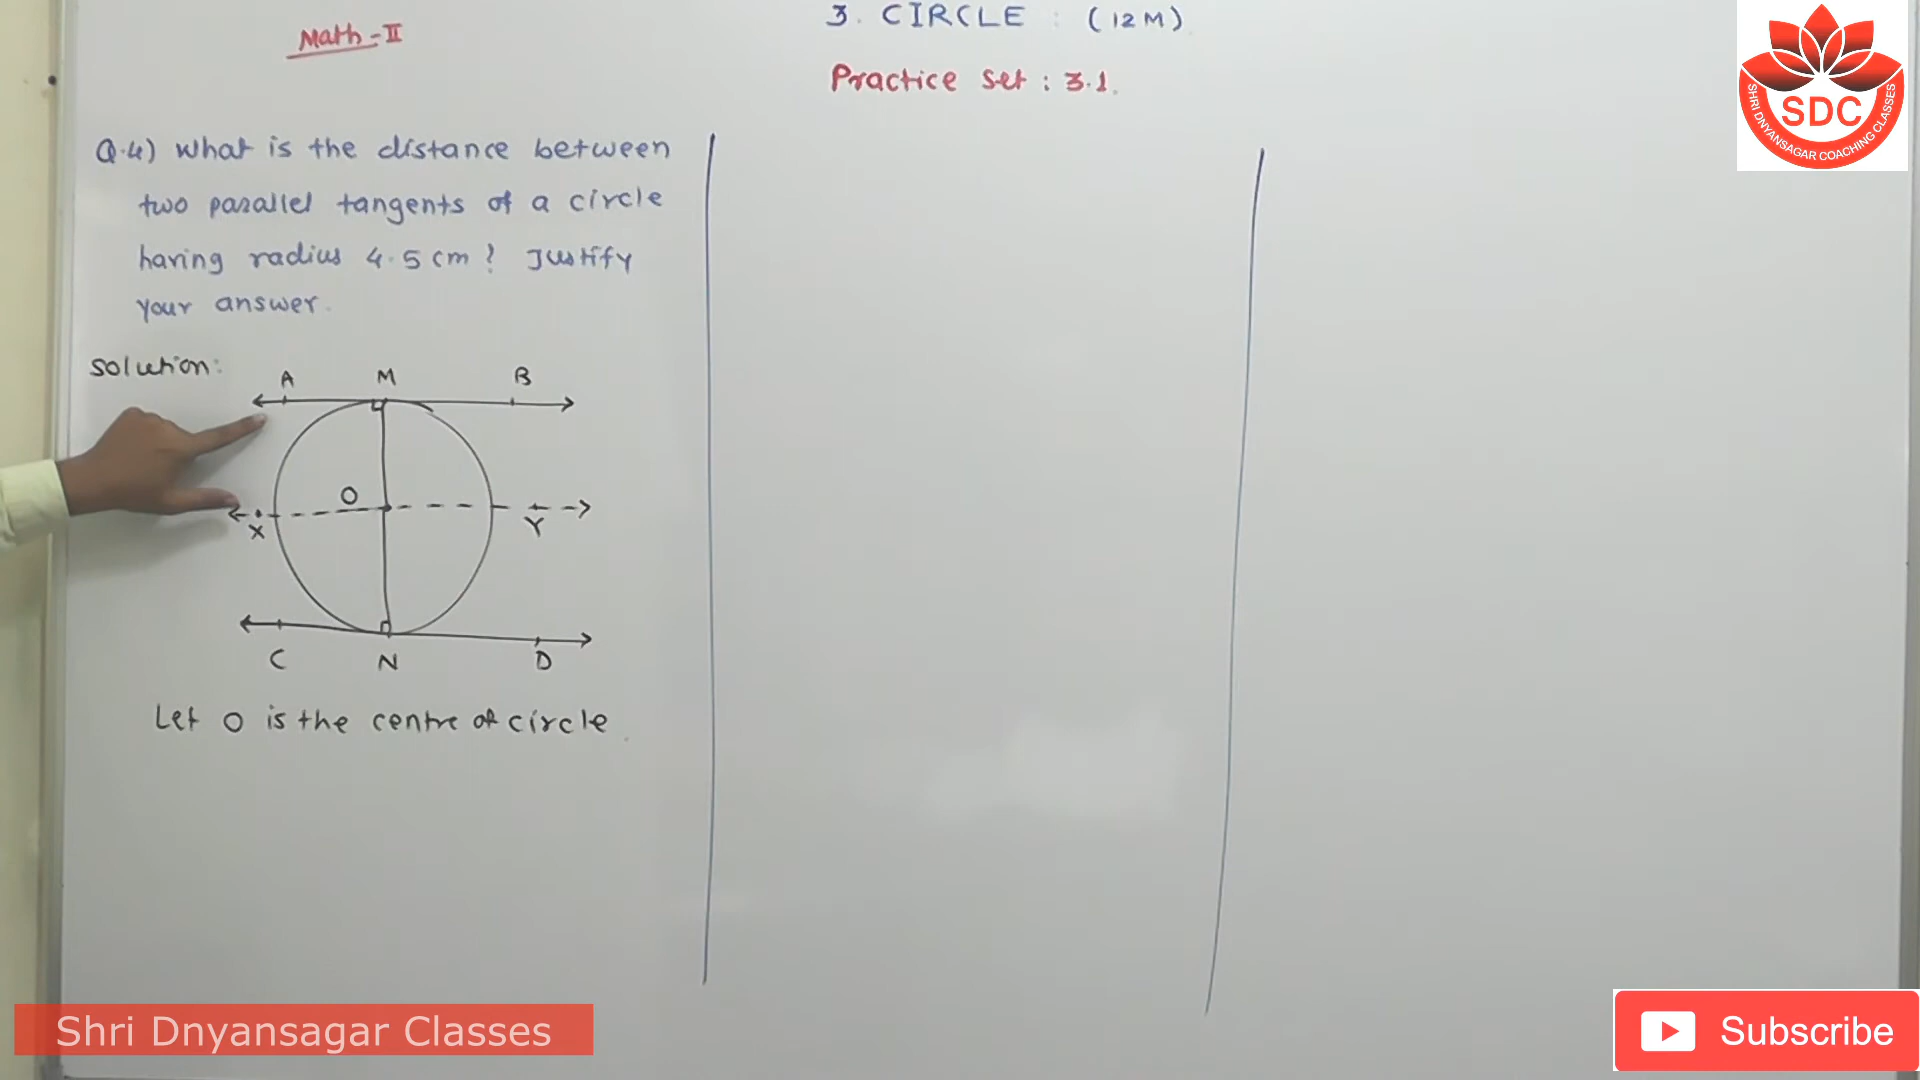 Math-II
3. CIRCLE : (12M)
Practice set : 3.1.
SDC
SHRI DNYANSAGAR COACHING CLASSES
Q.4) What is the distance between
two parallel tangents of a circle
having radius 4.5 cm? Justify
your answer.
Solution:
A M B
O
X Y
C N D
Let O is the centre of circle.
Shri Dnyansagar Classes
Subscribe